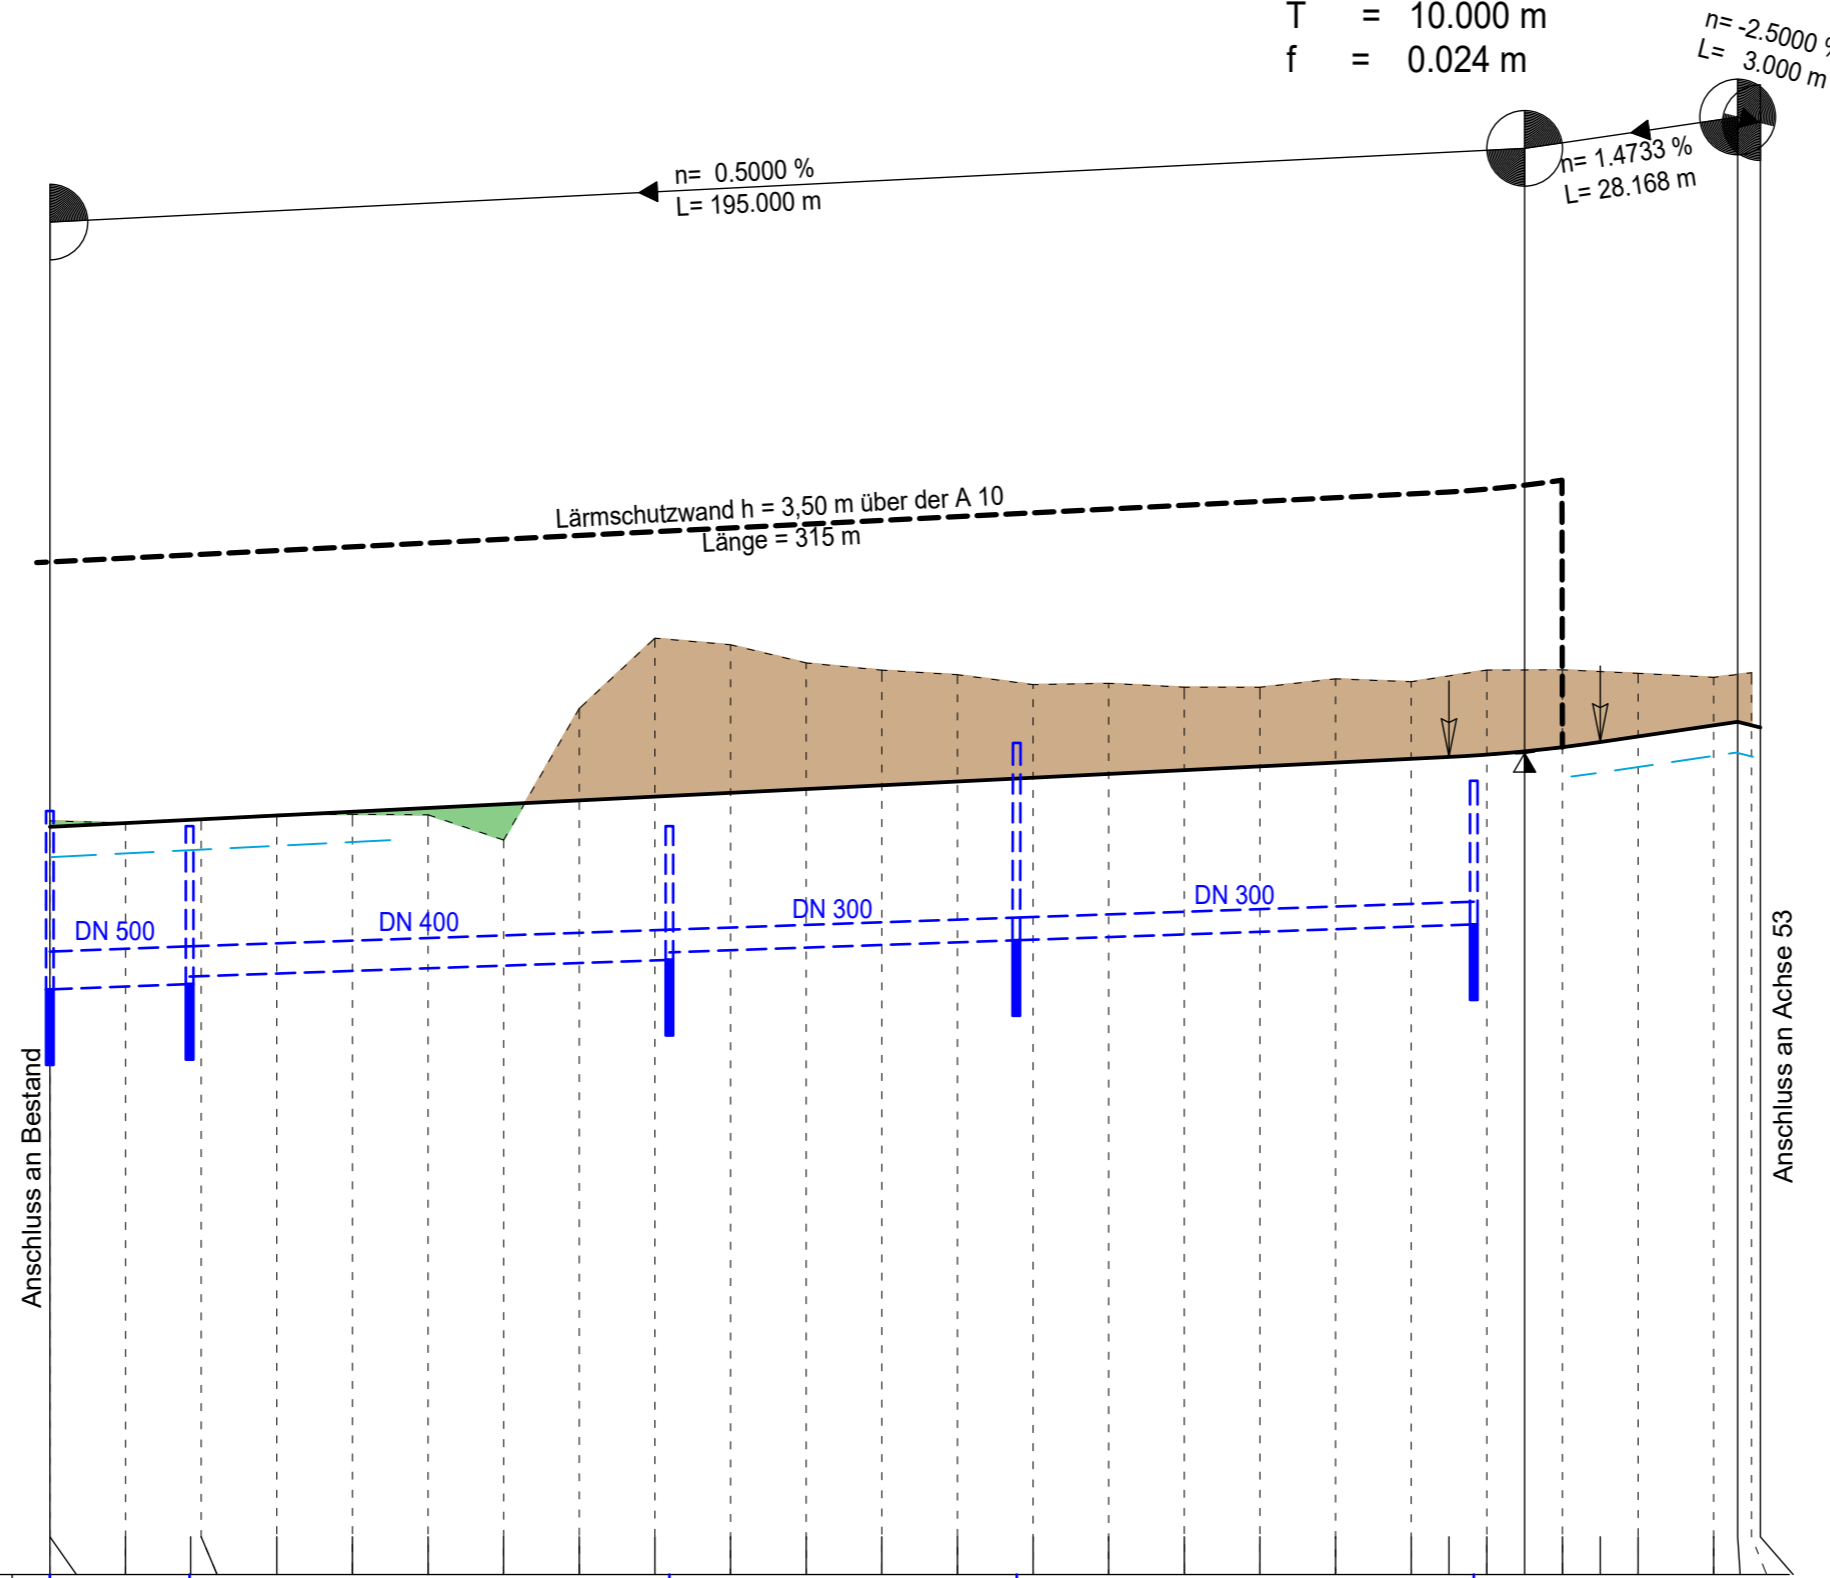 T = 10.000 m
f = 0.024 m
n= -2.5000 %
L= 3.000 m
n= 0.5000 %
L= 195.000 m
n= 1.4733 %
L= 28.168 m
Lärmschutzwand h = 3,50 m über der A 10
Länge = 315 m
DN 500
DN 400
DN 300
DN 300
Anschluss an Bestand
Anschluss an Achse 53